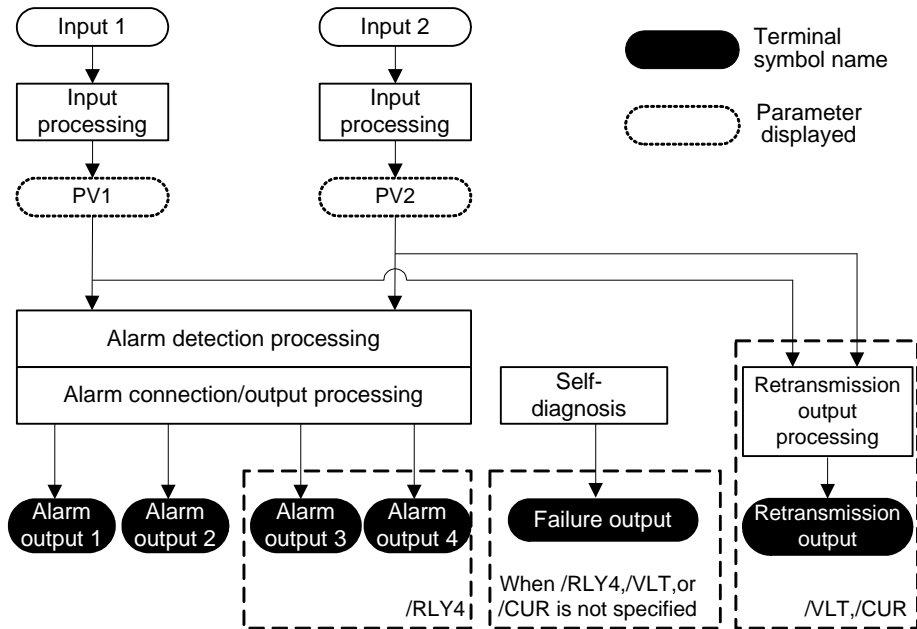 Input 1
Input 2
Terminal
symbol name
Input
processing
Input
processing
Parameter
displayed
PV1
PV2
Alarm detection processing
Alarm connection/output processing
Self-
diagnosis
Retransmission
output
processing
Alarm
output 1
Alarm
output 2
Alarm
output 3
Alarm
output 4
Failure output
Retransmission
output
/RLY4
When /RLY4,/VLT,or
/CUR is not specified
/VLT,/CUR